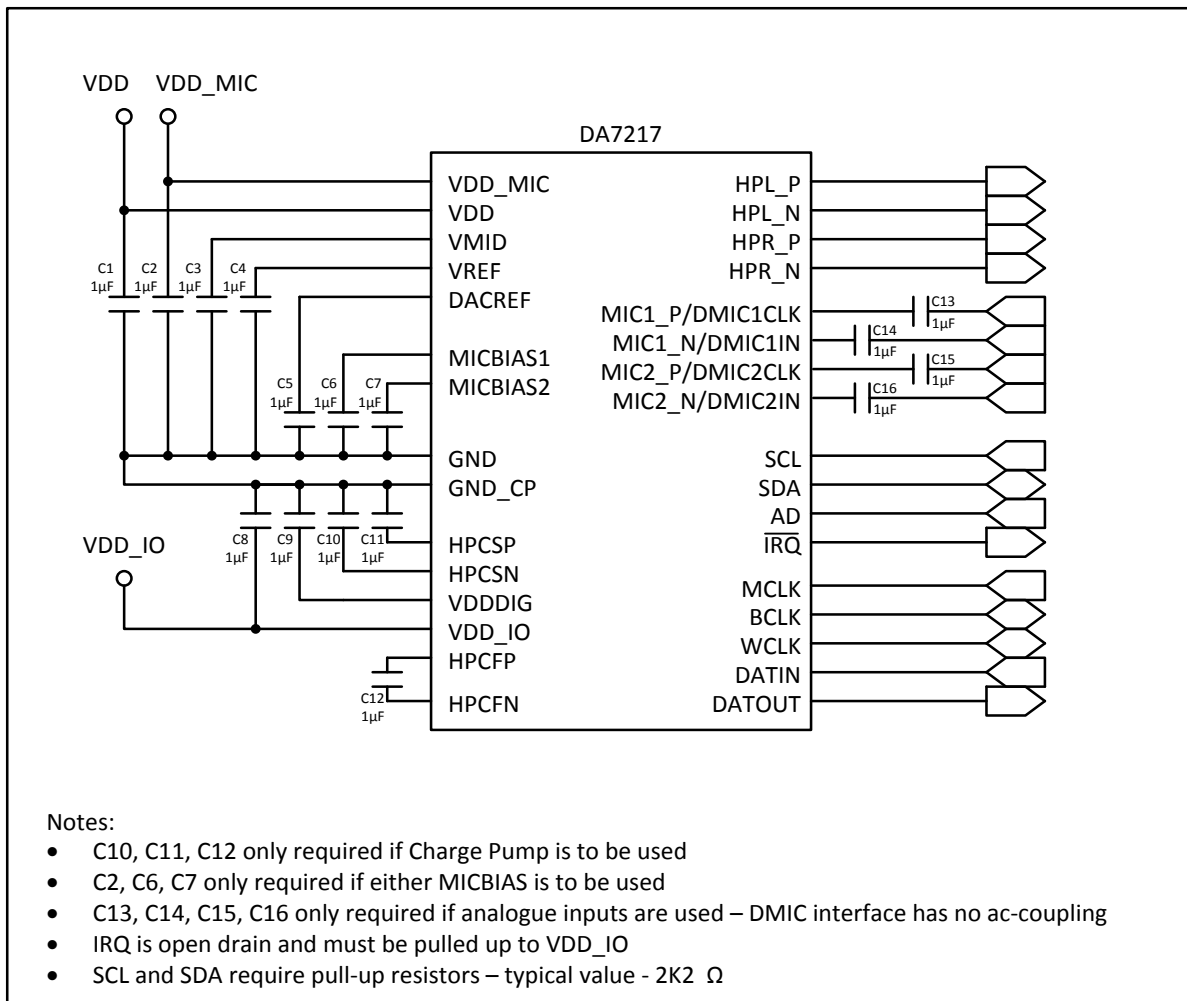 VDD VDD_MIC
DA7217
VDD_MIC
VDD
VMID
VREF
DACREF
MICBIAS1
MICBIAS2
GND
GND_CP
HPCSP
HPCSN
VDDDIG
VDD_IO
HPCFP
HPCFN
HPL_P
HPL_N
HPR_P
HPR_N
MIC1_P/DMIC1CLK
MIC1_N/DMIC1IN
MIC2_P/DMIC2CLK
MIC2_N/DMIC2IN
SCL
SDA
AD
IRQ
MCLK
BCLK
WCLK
DATIN
DATOUT
C1
1µF
C2
1µF
C3
1µF
C4
1µF
C5
1µF
C6
1µF
C7
1µF
C8
1µF
C9
1µF
C10
1µF
C11
1µF
VDD_IO
C12
1µF
C13
1µF
C14
1µF
C15
1µF
C16
1µF
Notes:
• C10, C11, C12 only required if Charge Pump is to be used
• C2, C6, C7 only required if either MICBIAS is to be used
• C13, C14, C15, C16 only required if analogue inputs are used – DMIC interface has no ac-coupling
• IRQ is open drain and must be pulled up to VDD_IO
• SCL and SDA require pull-up resistors – typical value - 2K2 Ω